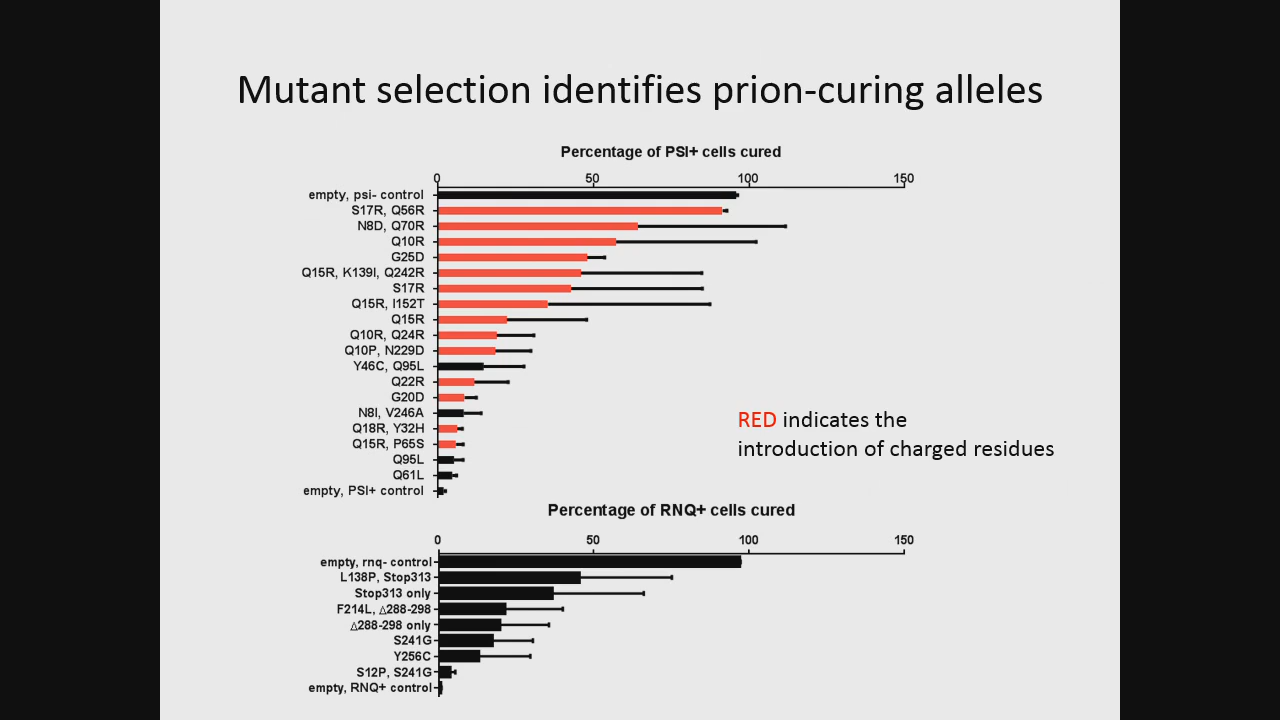 Mutant selection identifies prion-curing alleles
Percentage of PSI+ cells cured
0 50 100 150
empty, psi- control
S17R, Q56R
N8D, Q70R
Q10R
G25D
Q15R, K139I, Q242R
S17R
Q15R, I152T
Q15R
Q10R, Q24R
Q10P, N229D
Y46C, Q95L
Q22R
G20D
N8I, V246A
Q18R, Y32H
Q15R, P65S
Q95L
Q61L
empty, PSI+ control
RED indicates the
introduction of charged residues
Percentage of RNQ+ cells cured
0 50 100 150
empty, rnq- control
L138P, Stop313
Stop313 only
F214L, △288-298
△288-298 only
S241G
Y256C
S12P, S241G
empty, RNQ+ control